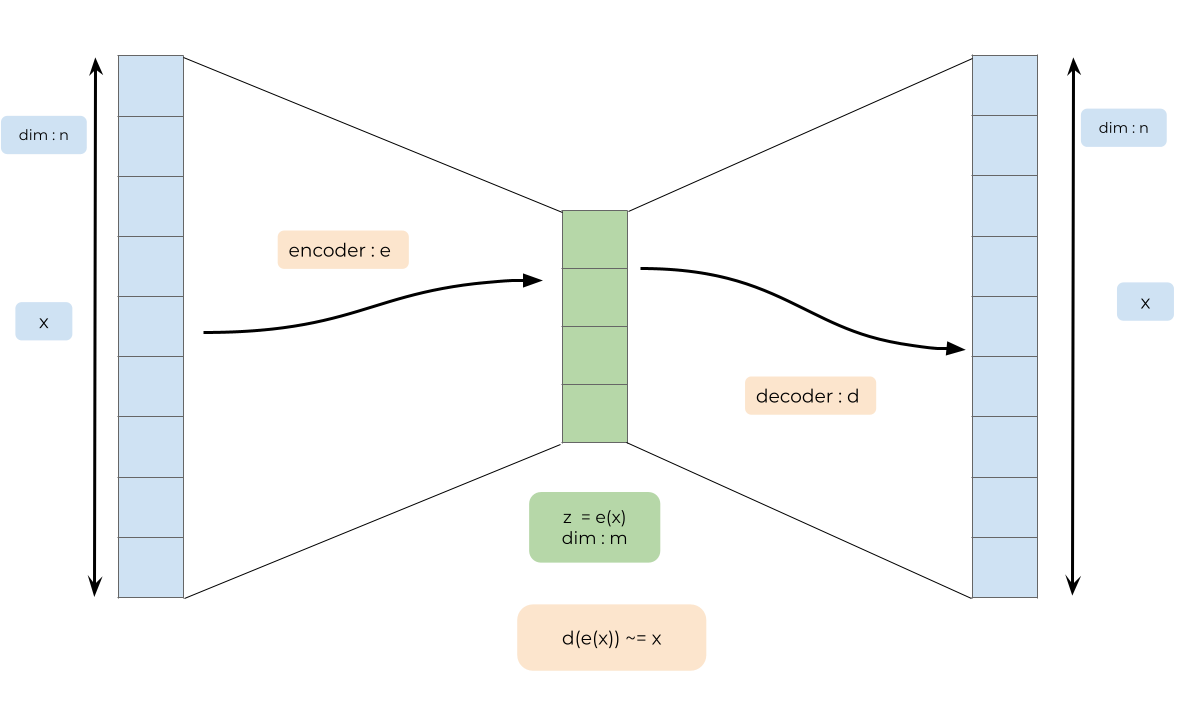 dim : n
x
encoder : e
z = e(x)
dim : m
d(e(x)) ~= x
decoder : d
dim : n
x